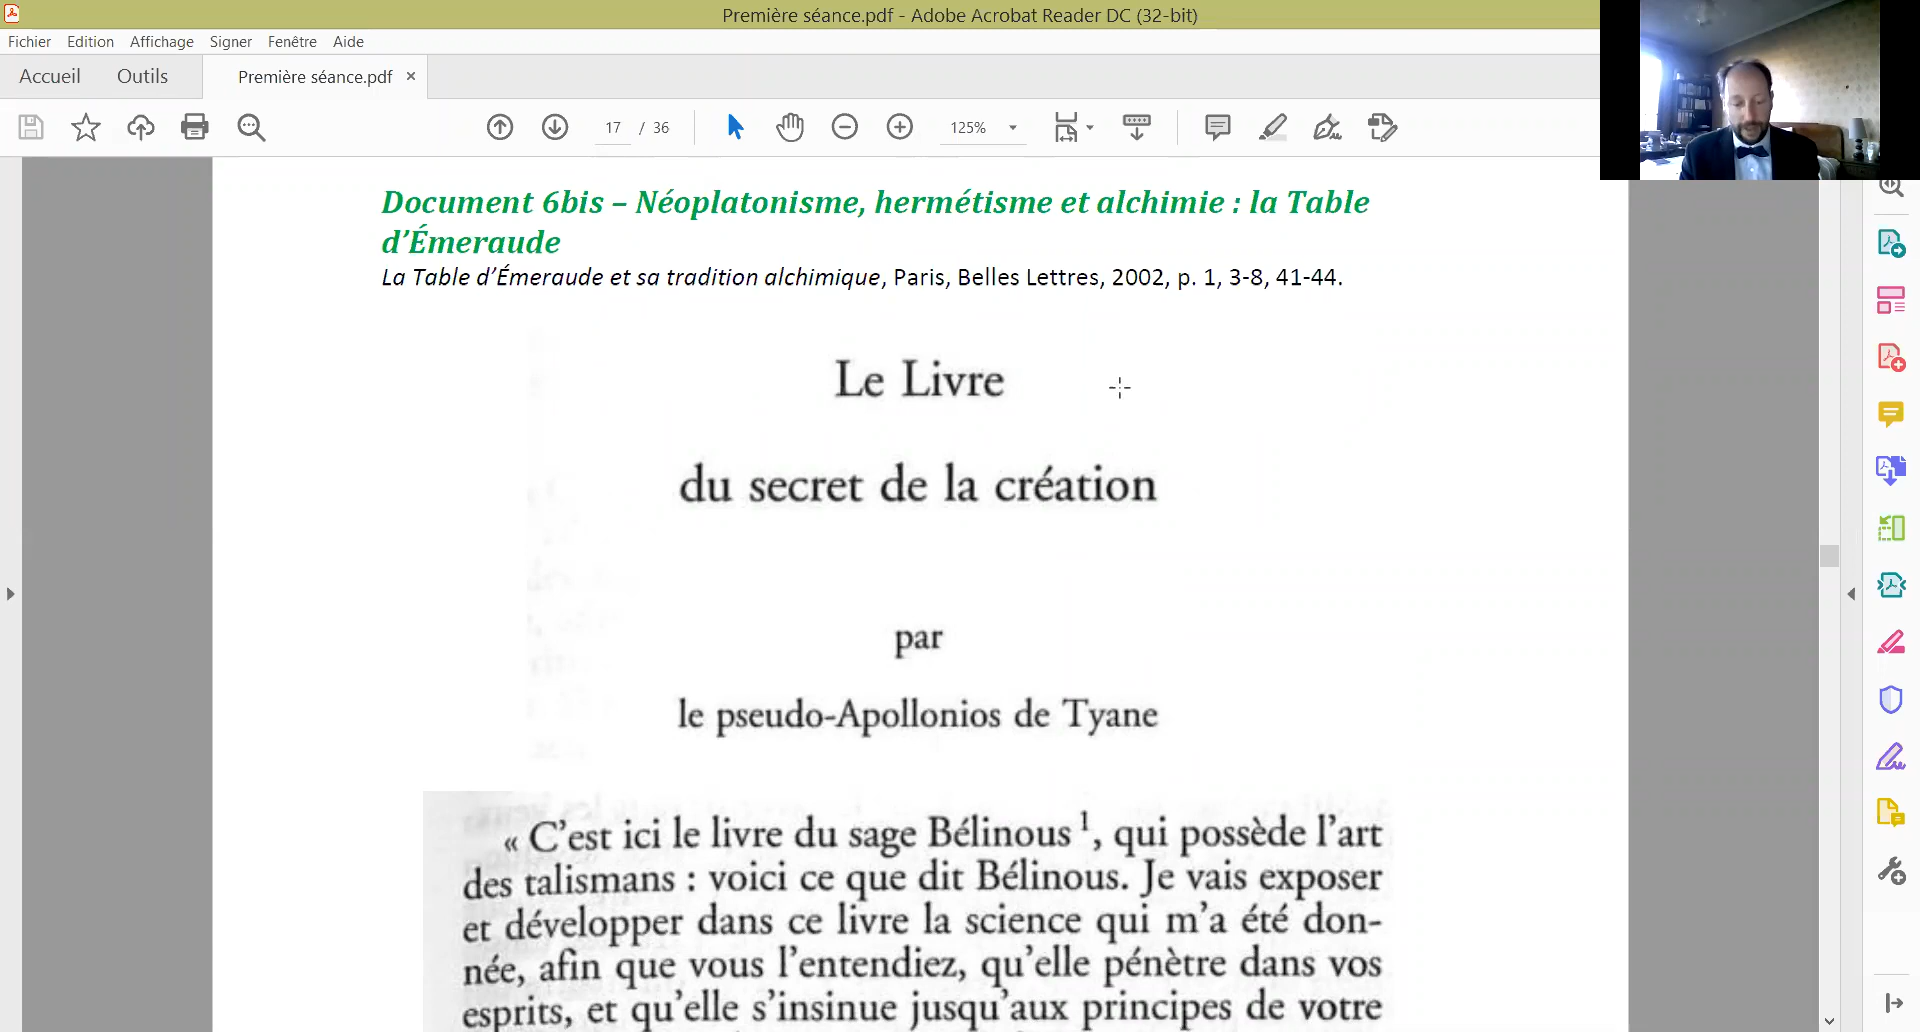 Première séance.pdf - Adobe Acrobat Reader DC (32-bit)
Fichier Edition Affichage Signer Fenêtre Aide
Accueil Outils Première séance.pdf ×
17 / 36 125%
Document 6bis – Néoplatonisme, hermétisme et alchimie : la Table
d’Émeraude
La Table d’Émeraude et sa tradition alchimique, Paris, Belles Lettres, 2002, p. 1, 3-8, 41-44.
Le Livre
du secret de la création
par
le pseudo-Apollonios de Tyane
« C’est ici le livre du sage Bélinous¹, qui possède l’art
des talismans : voici ce que dit Bélinous. Je vais exposer
et développer dans ce livre la science qui m’a été don-
née, afin que vous l’entendiez, qu’elle pénètre dans vos
esprits, et qu’elle s’insinue jusqu’aux principes de votre